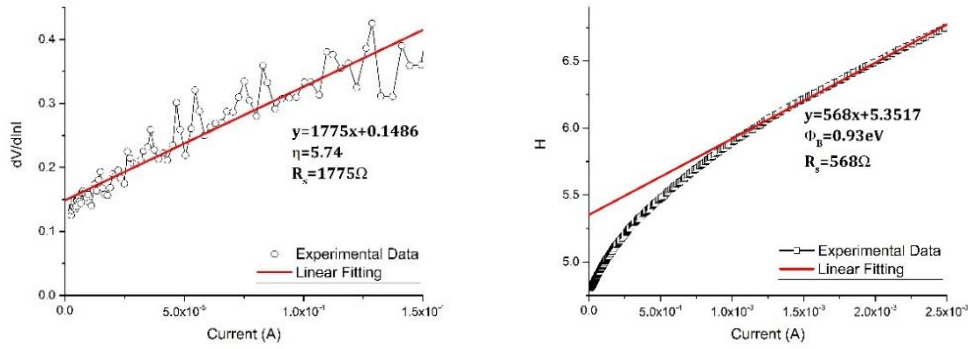 0.4
0.3
0.2
0.1
0.0
dV/dlnI
y=1775x+0.1486
η=5.74
Rₛ=1775Ω
Experimental Data
Linear Fitting
0.0
5.0x10⁻⁵
1.0x10⁻⁴
1.5x10⁻⁴
Current (A)
6.5
6.0
5.5
5.0
H
y=568x+5.3517
Φ_B=0.93eV
Rₛ=568Ω
Experimental Data
Linear Fitting
0.0
5.0x10⁻⁴
1.0x10⁻³
1.5x10⁻³
2.0x10⁻³
2.5x10⁻³
Current (A)